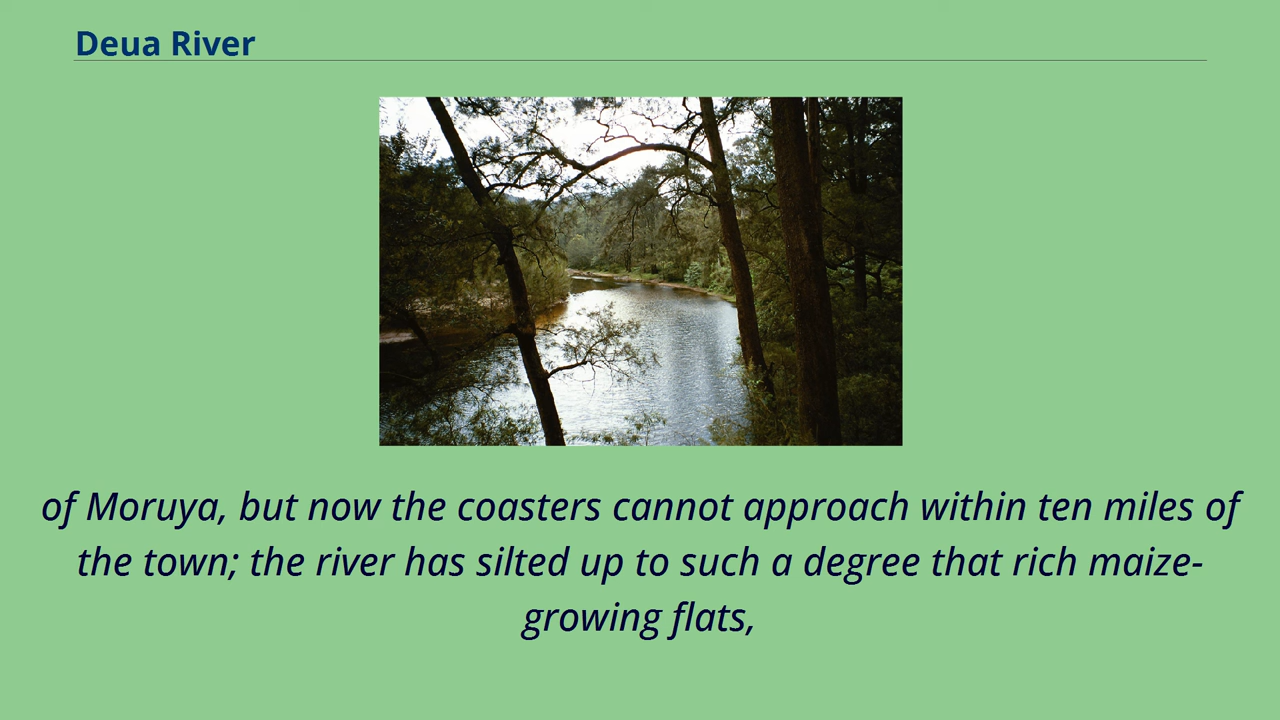 Deua River
of Moruya, but now the coasters cannot approach within ten miles of
the town; the river has silted up to such a degree that rich maize-
growing flats,